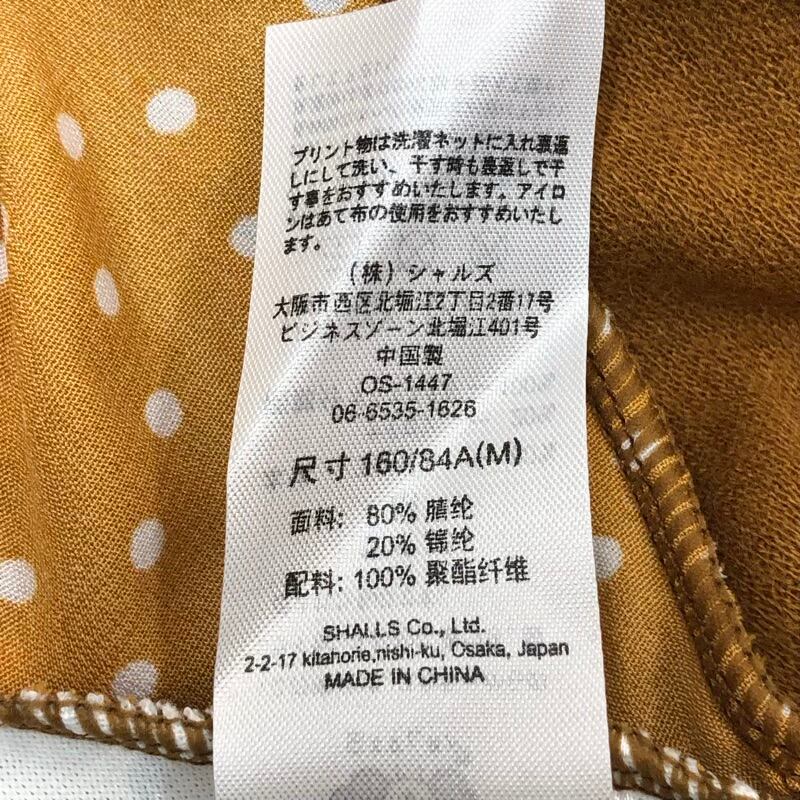 プリント物は洗濯ネットに入れ裏返
しにして洗い、干す時も裏返しで干
す事をおすすめいたします。アイロ
ンはあて布の使用をおすすめいたし
ます。
(株)シャルズ
大阪市西区北堀江2丁目2番17号
ビジネスゾーン北堀江401号
中国製
OS-1447
06-6535-1626
尺寸 160/84A(M)
面料: 80% 腈纶
20% 锦纶
配料: 100% 聚酯纤维
SHALLS Co., Ltd.
2-2-17 kitahorie,nishi-ku, Osaka, Japan
MADE IN CHINA